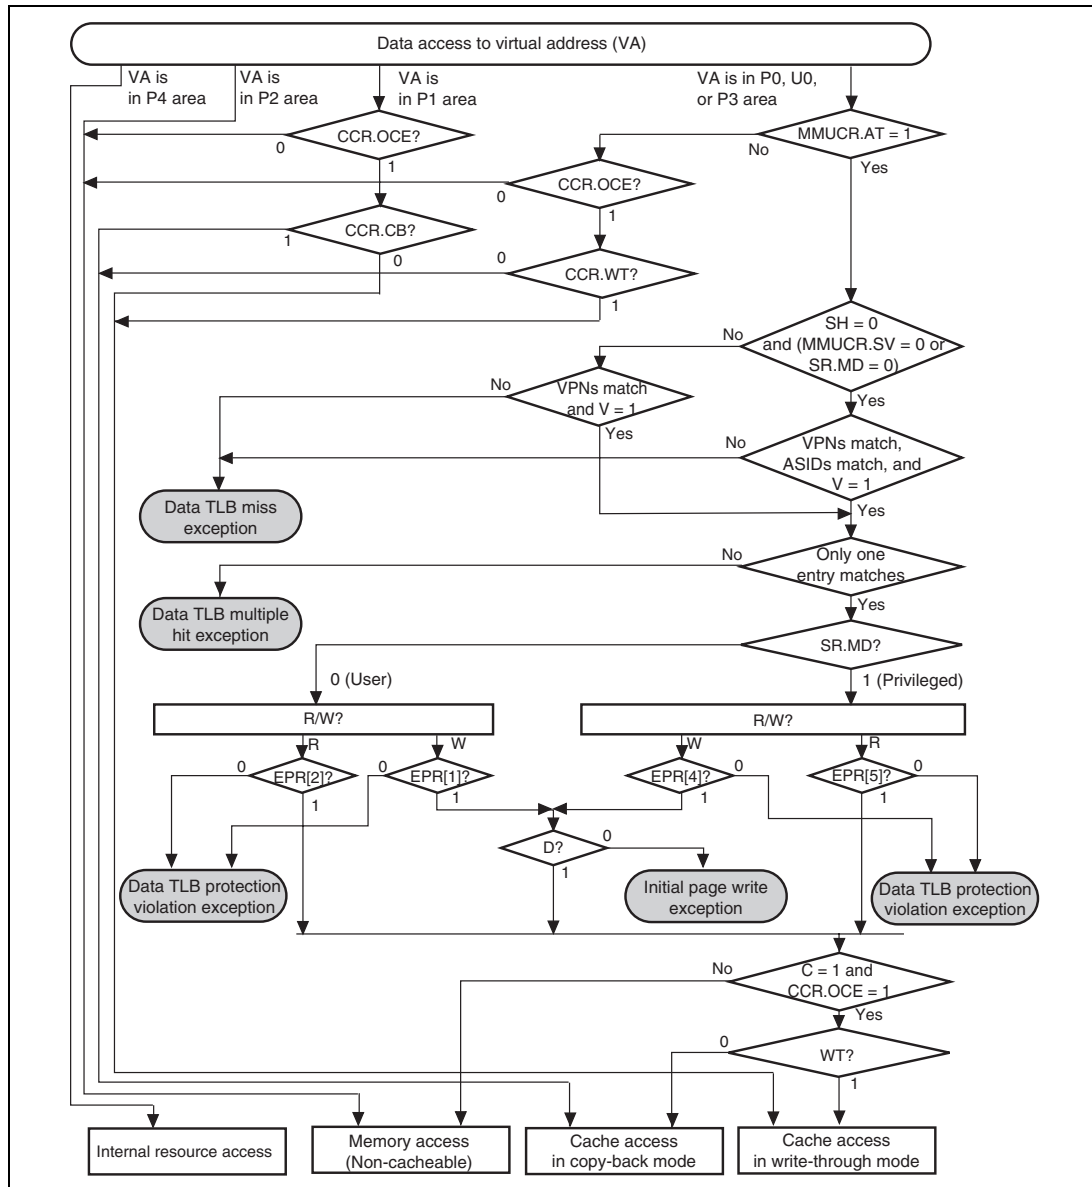 Data access to virtual address (VA)
VA is
in P4 area
VA is
in P2 area
VA is
in P1 area
VA is in P0, U0,
or P3 area
CCR.OCE?
0
1
MMUCR.AT = 1
No
Yes
CCR.OCE?
0
1
CCR.CB?
1
0
CCR.WT?
0
1
SH = 0
and (MMUCR.SV = 0 or
SR.MD = 0)
No
Yes
VPNs match
and V = 1
No
Yes
VPNs match,
ASIDs match, and
V = 1
No
Yes
Data TLB miss
exception
Only one
entry matches
No
Yes
Data TLB multiple
hit exception
SR.MD?
0 (User)
1 (Privileged)
R/W?
R
W
R/W?
W
R
EPR[2]?
0
1
EPR[1]?
0
1
EPR[4]?
0
1
EPR[5]?
0
1
D?
0
1
Data TLB protection
violation exception
Initial page write
exception
Data TLB protection
violation exception
C = 1 and
CCR.OCE = 1
No
Yes
WT?
0
1
Internal resource access
Memory access
(Non-cacheable)
Cache access
in copy-back mode
Cache access
in write-through mode